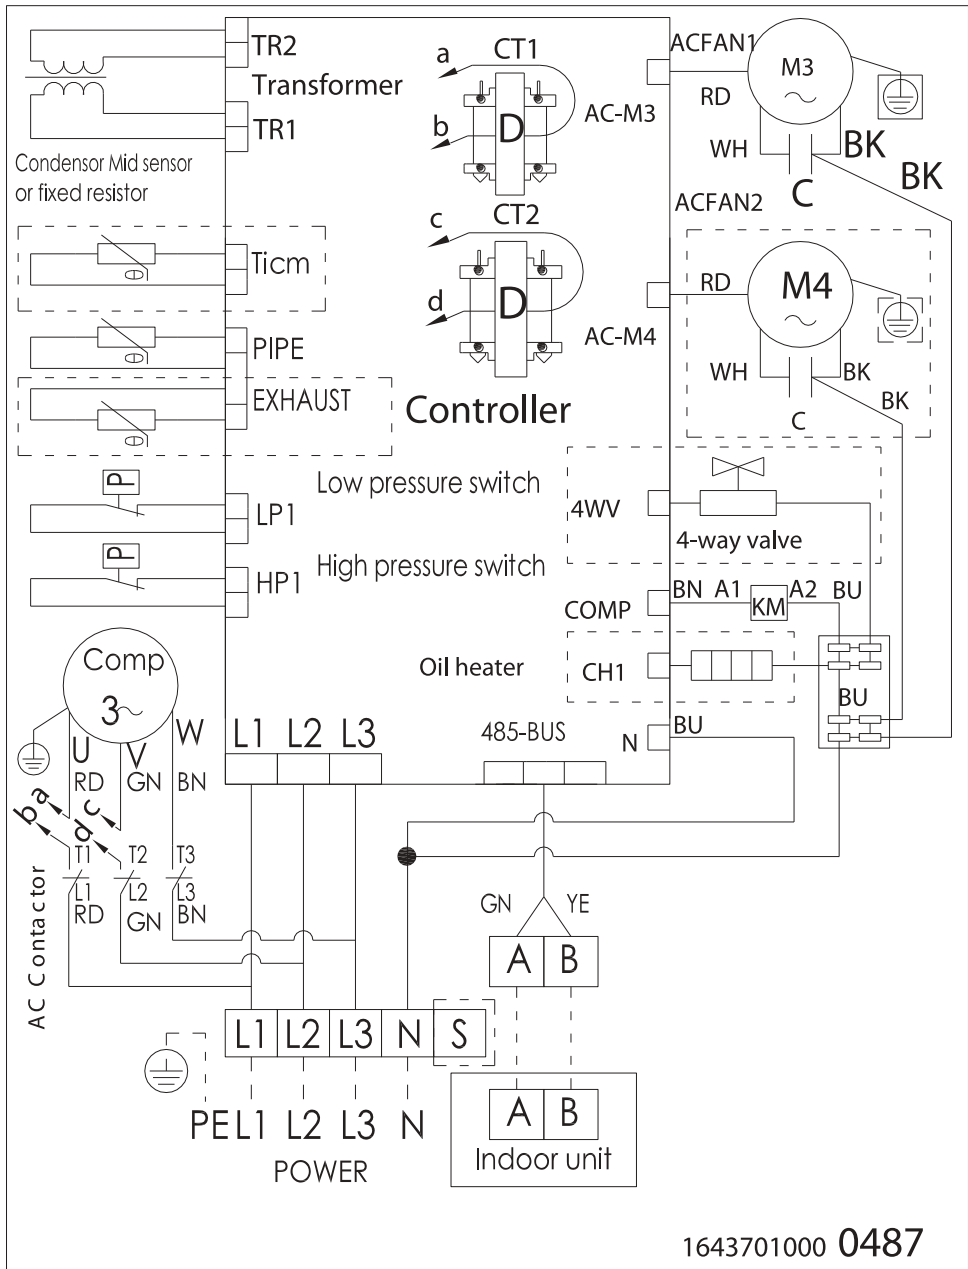 TR2
Transformer
TR1
Condensor Mid sensor
or fixed resistor
Ticm
PIPE
EXHAUST
P
LP1
Low pressure switch
P
HP1
High pressure switch
CT1
a
b
D
CT2
c
d
D
Controller
ACFAN1
AC-M3
RD
M3
WH
BK
C
BK
ACFAN2
AC-M4
RD
M4
WH
BK
C
BK
4WV
4-way valve
COMP
BN
A1
KM
A2
BU
Oil heater
CH1
BU
BU
N
485-BUS
L1
L2
L3
Comp
3
U
V
W
RD
GN
BN
b
a
d
c
T1
T2
T3
L1
L2
L3
RD
GN
BN
AC Contactor
GN
YE
A
B
L1
L2
L3
N
S
A
B
Indoor unit
PE
L1
L2
L3
N
POWER
1643701000 0487